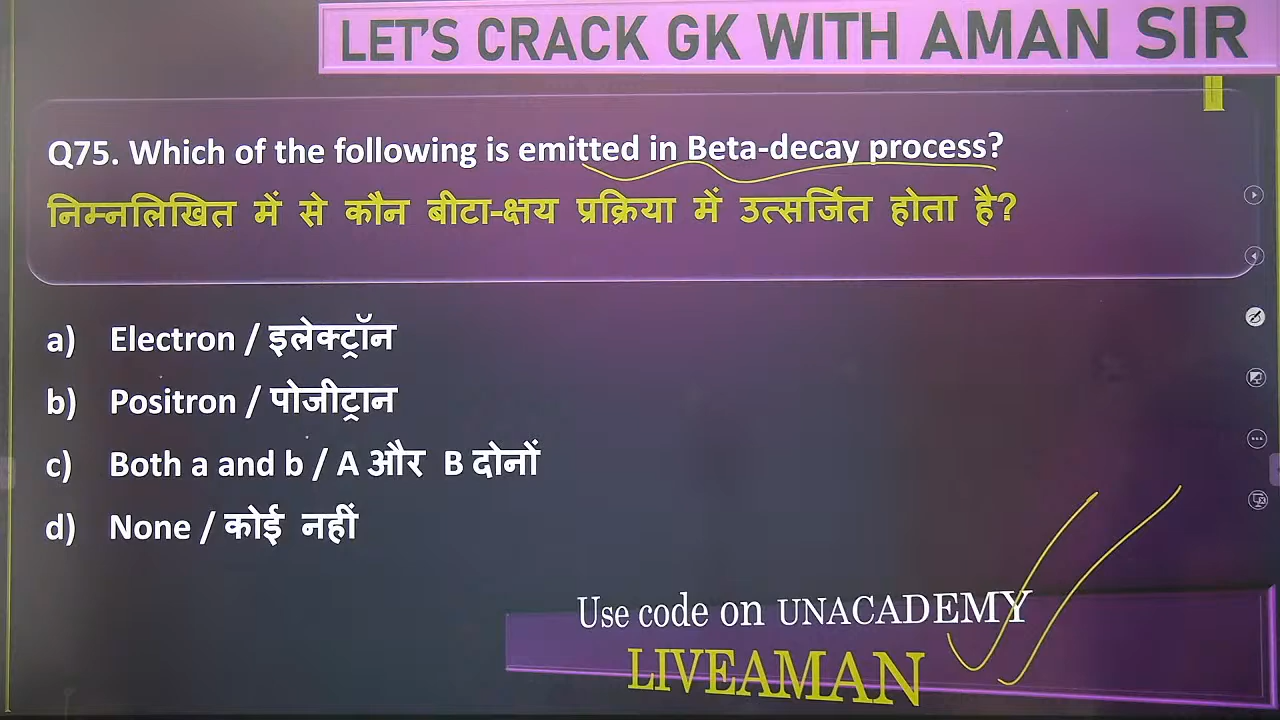 LET'S CRACK GK WITH AMAN SIR
Q75. Which of the following is emitted in Beta-decay process?
निम्नलिखित में से कौन बीटा-क्षय प्रक्रिया में उत्सर्जित होता है?
a) Electron / इलेक्ट्रॉन
b) Positron / पोजीट्रान
c) Both a and b / A और B दोनों
d) None / कोई नहीं
Use code on UNACADEMY
LIVEAMAN